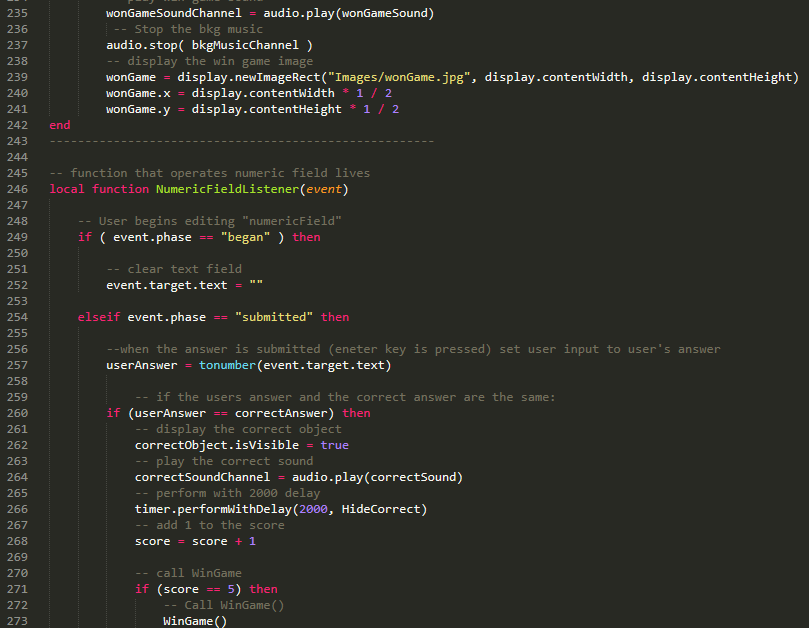 235 wonGameSoundChannel = audio.play(wonGameSound)
236 -- Stop the bkg music
237 audio.stop( bkgMusicChannel )
238 -- display the win game image
239 wonGame = display.newImageRect("Images/wonGame.jpg", display.contentWidth, display.contentHeight)
240 wonGame.x = display.contentWidth * 1 / 2
241 wonGame.y = display.contentHeight * 1 / 2
242 end
243 ------------------------------------------------------
244
245 -- function that operates numeric field lives
246 local function NumericFieldListener(event)
247
248 -- User begins editing "numericField"
249 if ( event.phase == "began" ) then
250
251 -- clear text field
252 event.target.text = ""
253
254 elseif event.phase == "submitted" then
255
256 --when the answer is submitted (eneter key is pressed) set user input to user's answer
257 userAnswer = tonumber(event.target.text)
258
259 -- if the users answer and the correct answer are the same:
260 if (userAnswer == correctAnswer) then
261 -- display the correct object
262 correctObject.isVisible = true
263 -- play the correct sound
264 correctSoundChannel = audio.play(correctSound)
265 -- perform with 2000 delay
266 timer.performWithDelay(2000, HideCorrect)
267 -- add 1 to the score
268 score = score + 1
269
270 -- call WinGame
271 if (score == 5) then
272 -- Call WinGame()
273 WinGame()